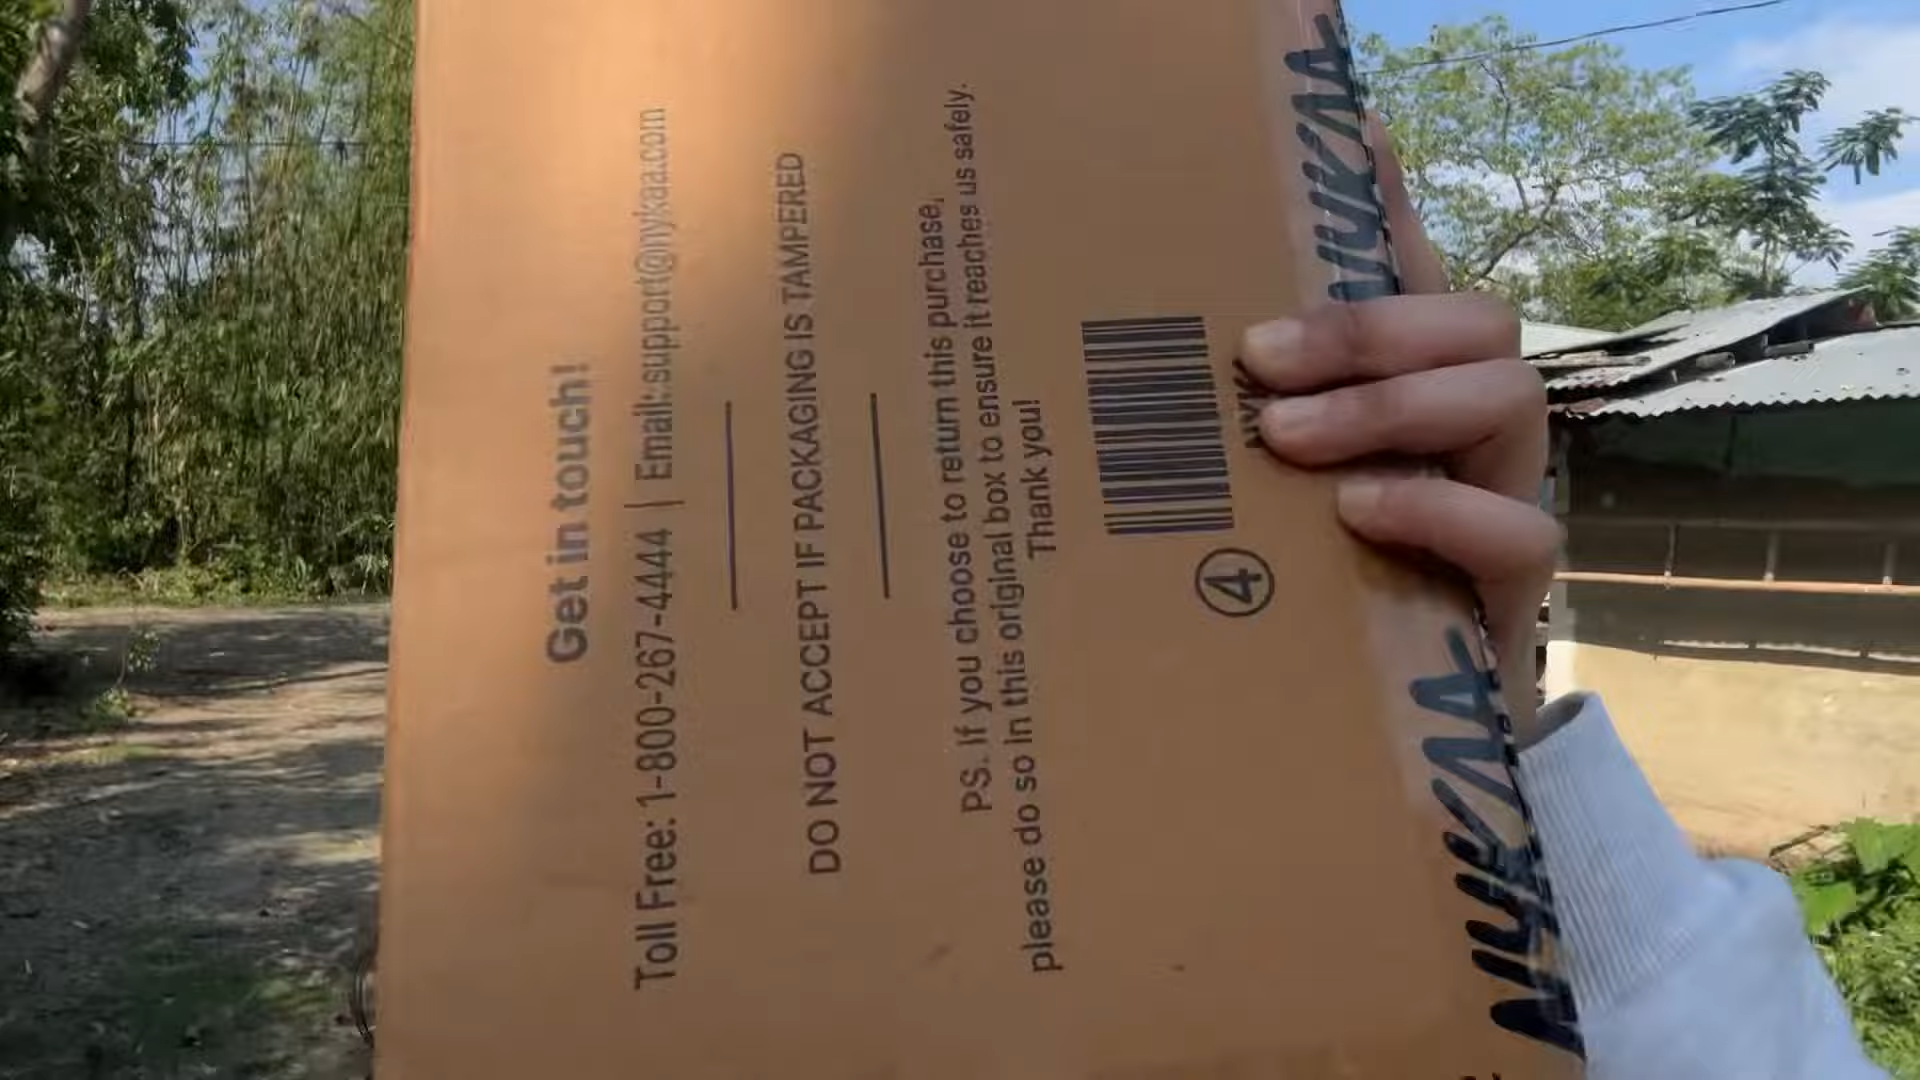 Get in touch!
Toll Free: 1-800-267-4444 | Email:support@nykaa.com
DO NOT ACCEPT IF PACKAGING IS TAMPERED
PS. If you choose to return this purchase,
please do so in this original box to ensure it reaches us safely.
Thank you!
4
NYKAA
NYKAA